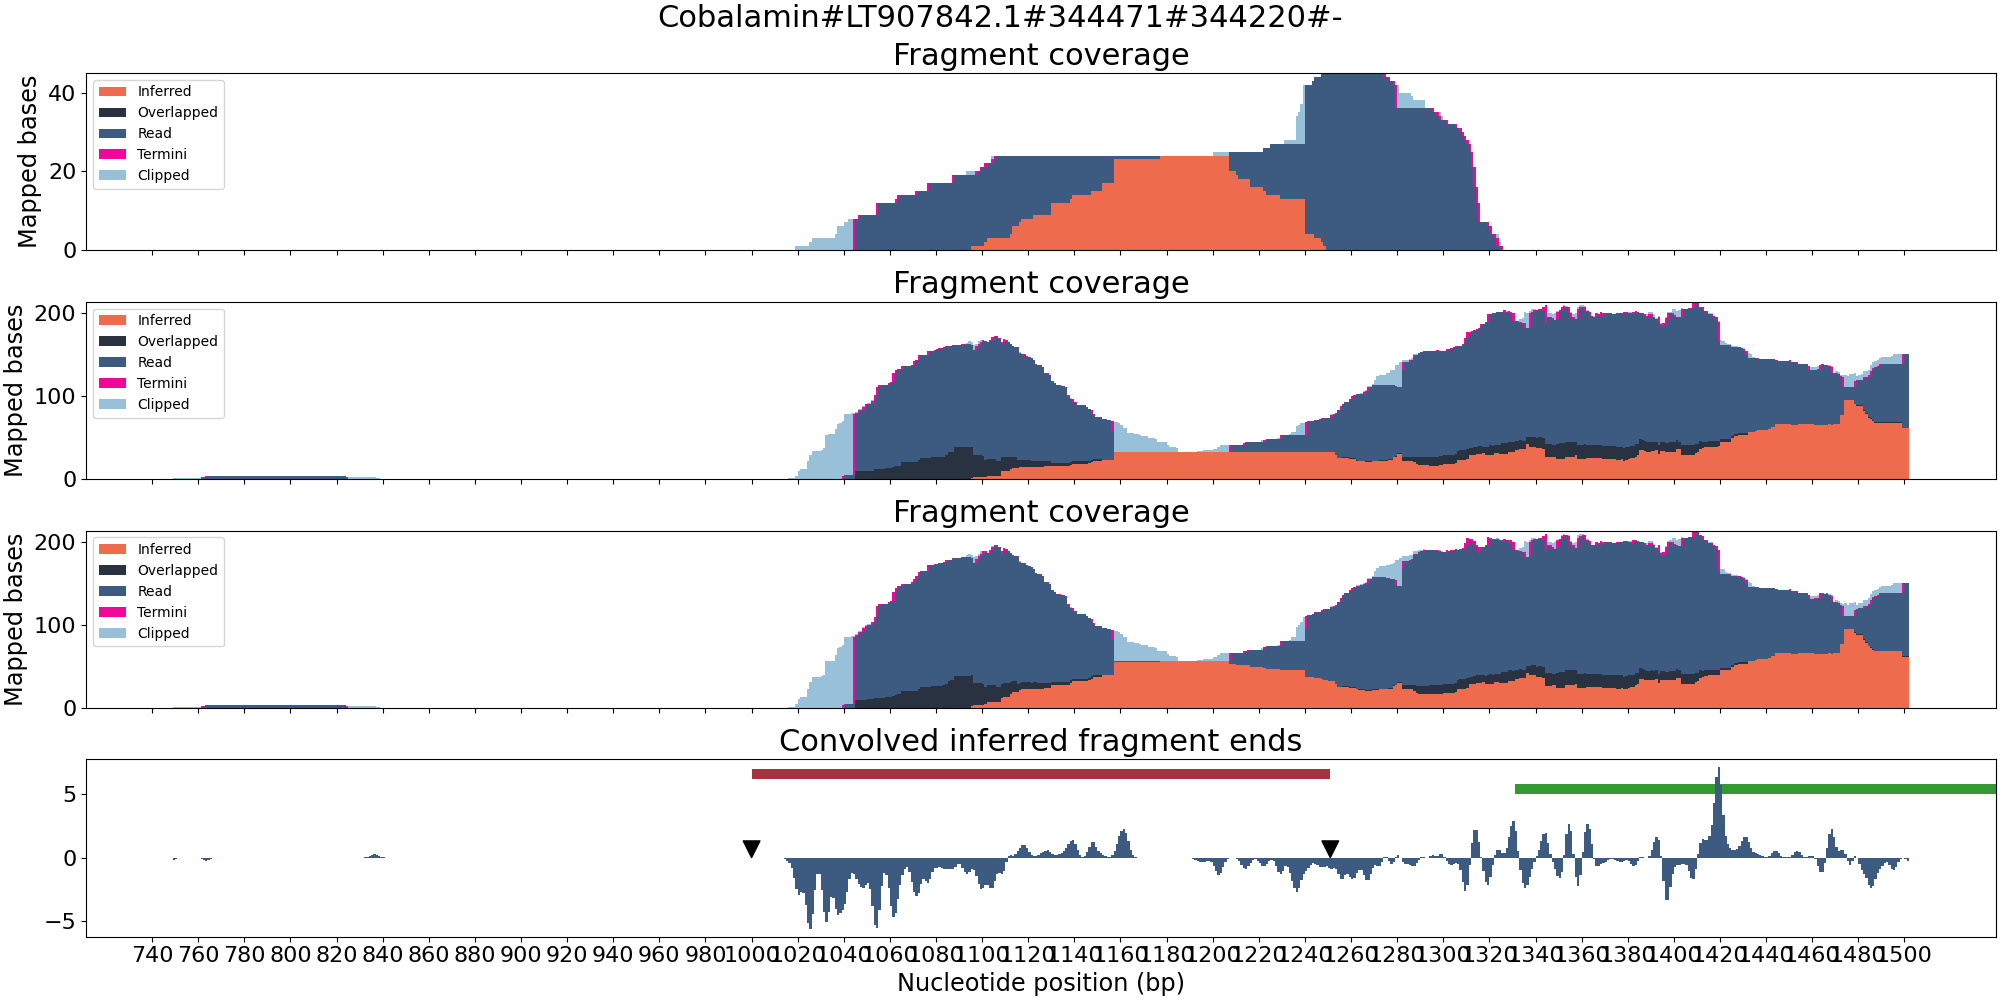 Cobalamin#LT907842.1#344471#344220#-
Fragment coverage
Mapped bases
40
20
0
Inferred
Overlapped
Read
Termini
Clipped
Fragment coverage
Mapped bases
200
100
0
Inferred
Overlapped
Read
Termini
Clipped
Fragment coverage
Mapped bases
200
100
0
Inferred
Overlapped
Read
Termini
Clipped
Convolved inferred fragment ends
5
0
−5
740 760 780 800 820 840 860 880 900 920 940 960 980 1000 1020 1040 1060 1080 1100 1120 1140 1160 1180 1200 1220 1240 1260 1280 1300 1320 1340 1360 1380 1400 1420 1440 1460 1480 1500
Nucleotide position (bp)